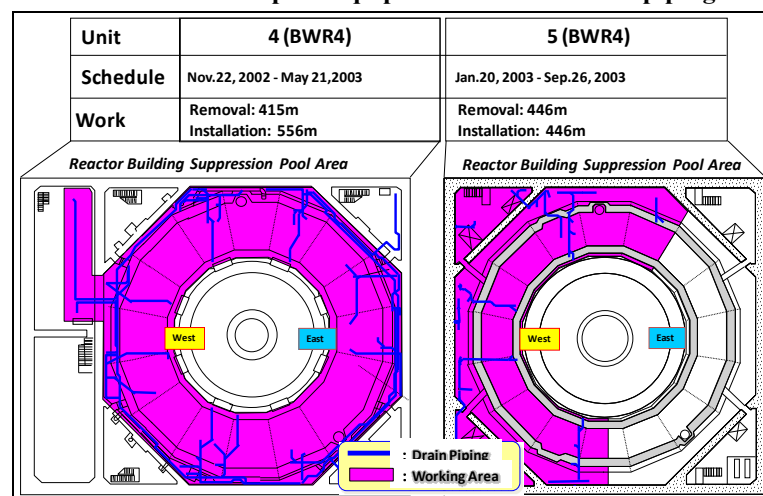 Unit 4 (BWR4) 5 (BWR4)
Schedule Nov.22, 2002 - May 21,2003 Jan.20, 2003 - Sep.26, 2003
Work Removal: 415m Removal: 446m
Installation: 556m Installation: 446m
Reactor Building Suppression Pool Area Reactor Building Suppression Pool Area
West East West East
: Drain Piping
: Working Area